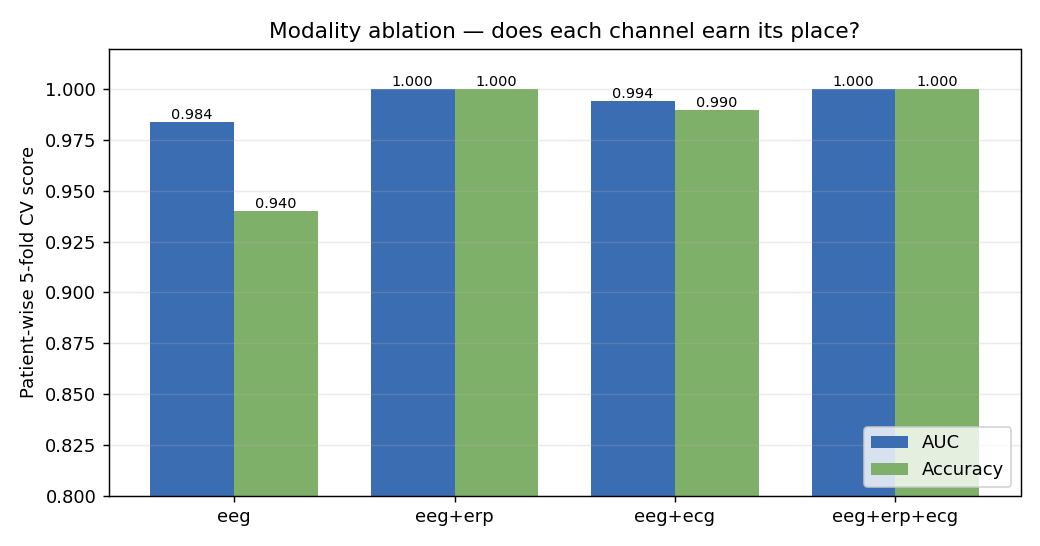 Modality ablation — does each channel earn its place?
Patient-wise 5-fold CV score
1.000
0.975
0.950
0.925
0.900
0.875
0.850
0.825
0.800
0.984
0.940
1.000
1.000
0.994
0.990
1.000
1.000
AUC
Accuracy
eeg
eeg+erp
eeg+ecg
eeg+erp+ecg